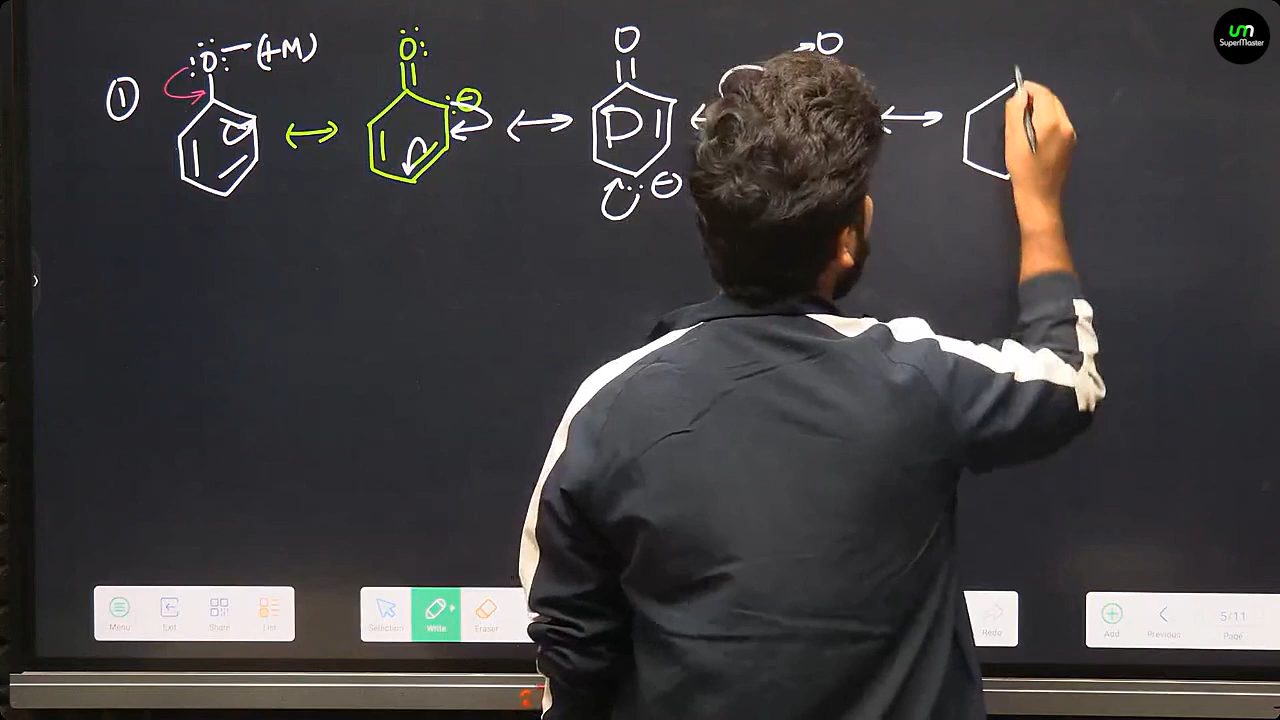 um
SuperMaster
①
:Ö: — (+M)
:Ö:
:⊖
O
:⊖
O
Menu
Exit
Share
List
Selection
Write
Eraser
Redo
Add
Previous
5/11
Page